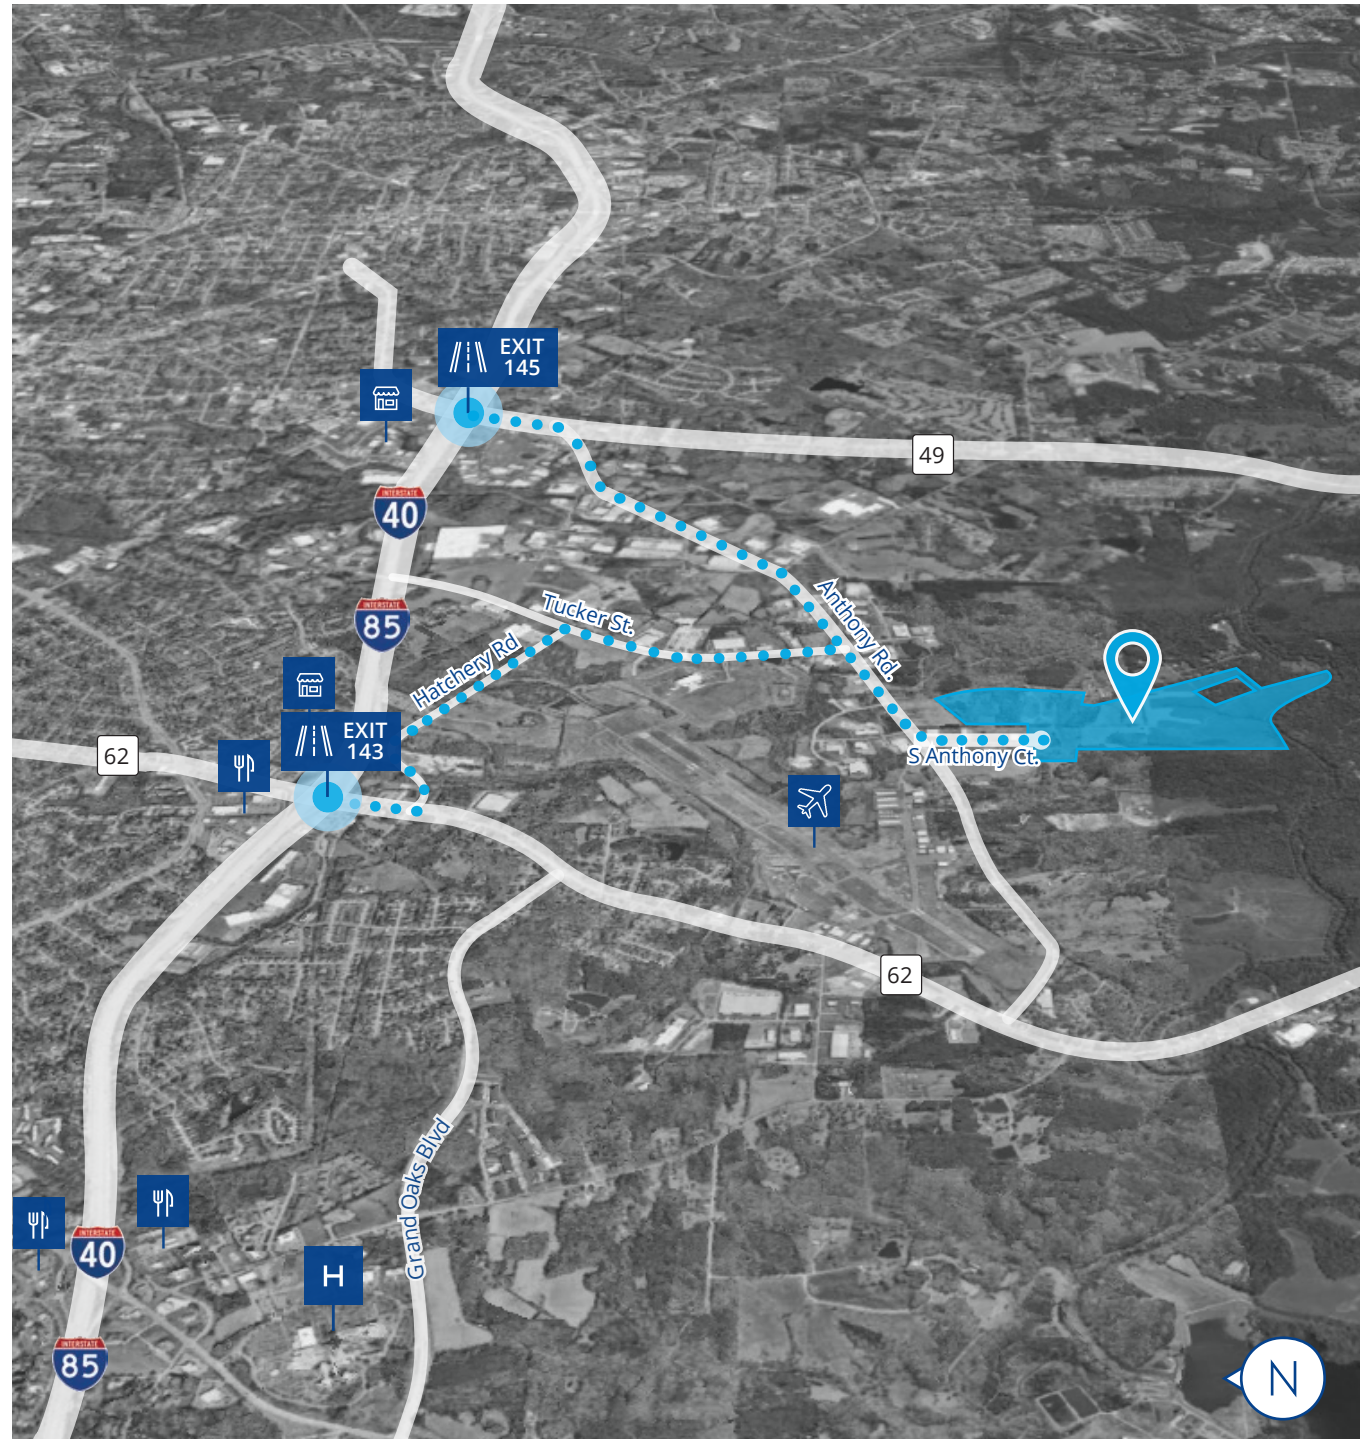 EXIT
145
49
INTERSTATE
40
INTERSTATE
85
Tucker St.
Anthony Rd.
Hatchery Rd
EXIT
143
62
S Anthony Ct.
62
Grand Oaks Blvd
INTERSTATE
40
H
INTERSTATE
85
N